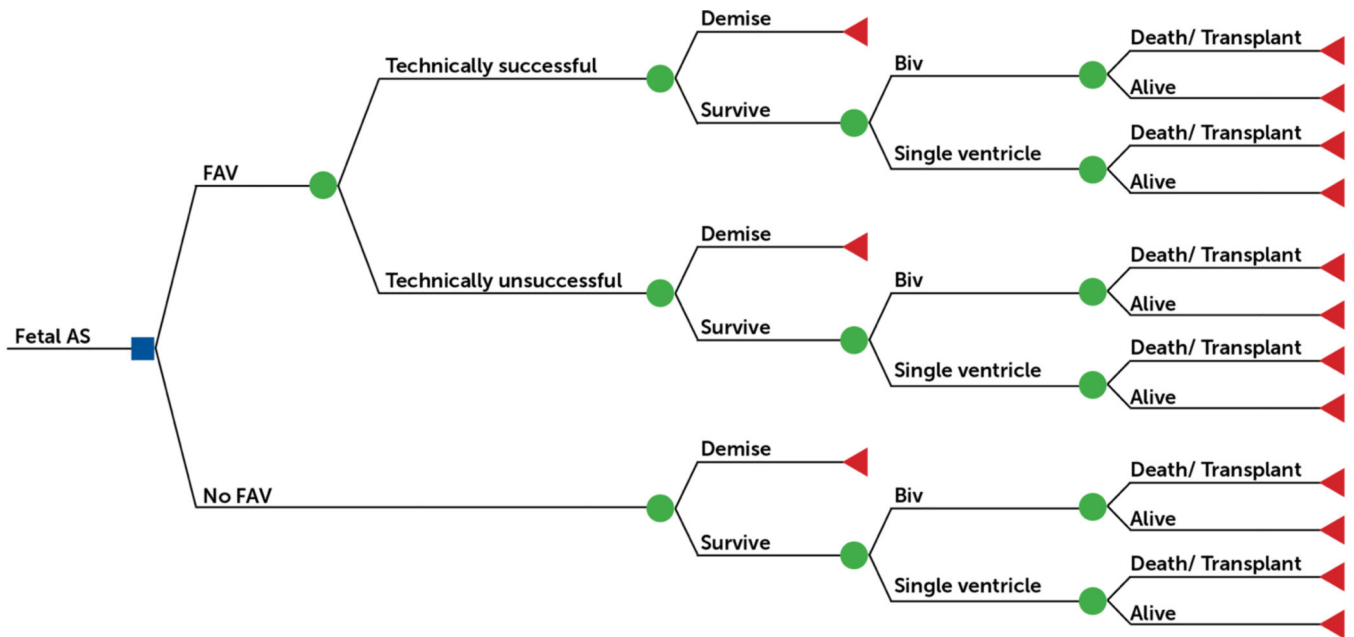 Demise
Death/ Transplant
Technically successful
Biv
Alive
Survive
Death/ Transplant
Single ventricle
FAV
Alive
Demise
Death/ Transplant
Technically unsuccessful
Biv
Alive
Fetal AS
Survive
Death/ Transplant
Single ventricle
Alive
Demise
Death/ Transplant
No FAV
Biv
Alive
Survive
Death/ Transplant
Single ventricle
Alive